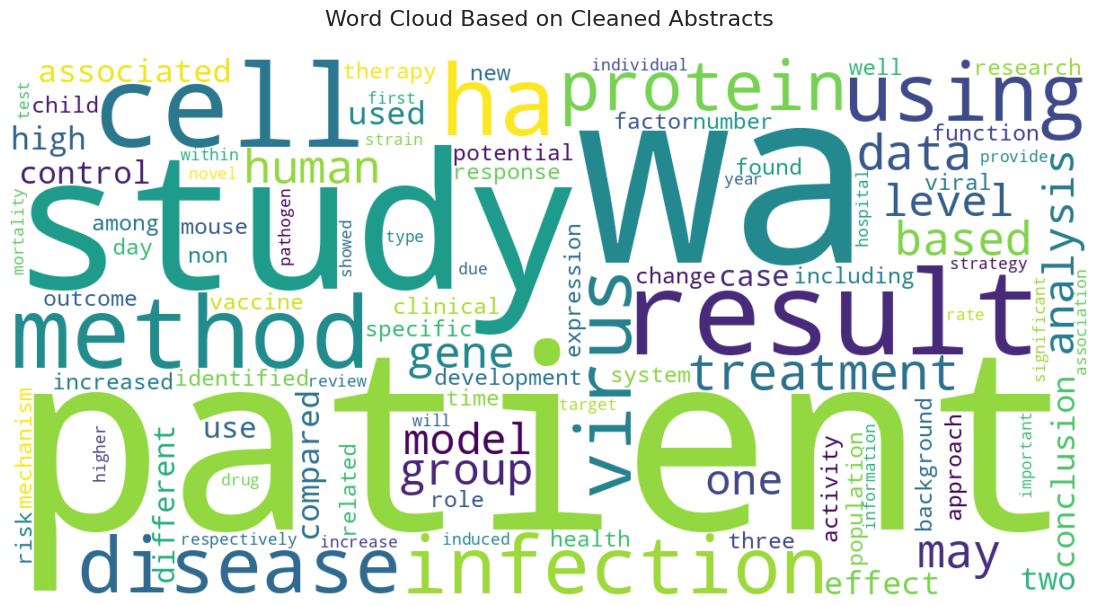 Word Cloud Based on Cleaned Abstracts
test
associated
child
high
control
cell
therapy
first
used
strain
ha
new
individual
protein
well
research
using
factor
number
function
within
novel
human
potential
response
found
year
data
viral
provide
level
hospital
based
analysis
mortality
study
among
day
mouse
non
pathogen
showed
type
due
wa
expression
change
case
including
strategy
outcome
vaccine
clinical
specific
method
gene
virus
result
rate
significant
association
increased
identified
review
development
system
treatment
time
target
patient
risk
mechanism
higher
different
use
drug
compared
related
will
model
group
role
one
activity
population
information
background
approach
important
conclusion
disease
respectively
increase
infection
induced
health
three
effect
may
two